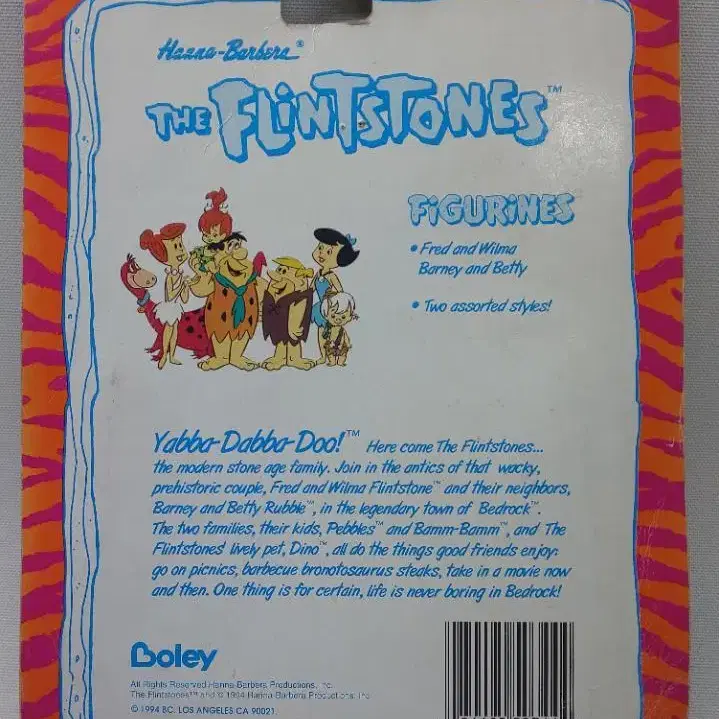 Hanna-Barbera®
THE FLINTSTONES™
FIGURINES
• Fred and Wilma
Barney and Betty
• Two assorted styles!
Yabba-Dabba-Doo!™ Here come The Flintstones...
the modern stone age family. Join in the antics of that wacky,
prehistoric couple, Fred and Wilma Flintstone™ and their neighbors,
Barney and Betty Rubble™, in the legendary town of Bedrock™.
The two families, their kids, Pebbles™ and Bamm-Bamm™, and The
Flintstones' lively pet, Dino™, all do the things good friends enjoy:
go on picnics, barbecue bronotosaurus steaks, take in a movie now
and then. One thing is for certain, life is never boring in Bedrock!
Boley
All Rights Reserved Hanna-Barbera Productions, Inc.
The Flintstones™ and © 1994 Hanna-Barbera Productions, Inc.
© 1994 BC. LOS ANGELES CA 90021.